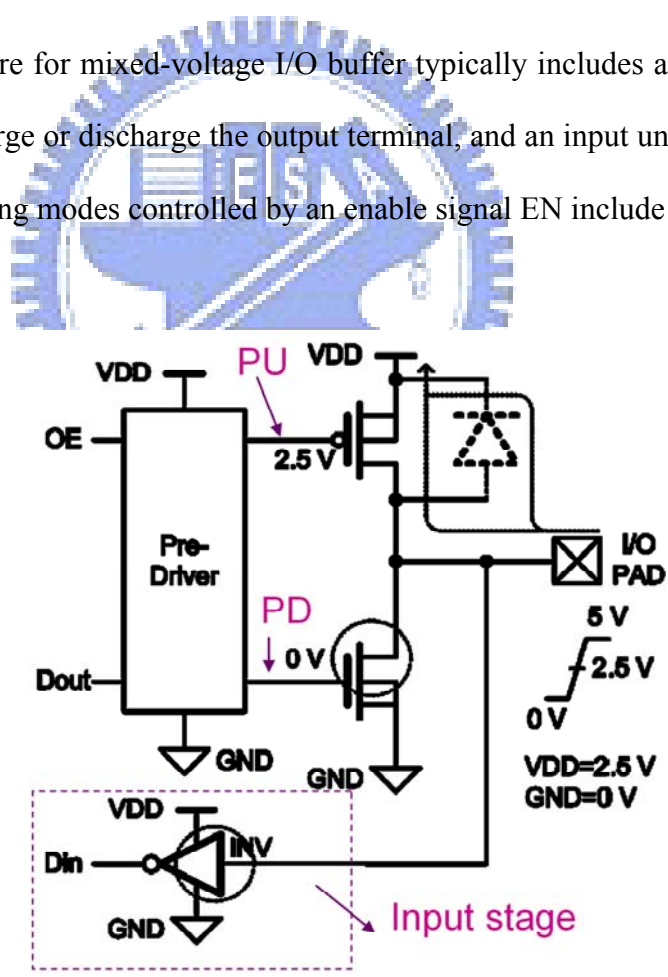 re for mixed-voltage I/O buffer typically includes a
rge or discharge the output terminal, and an input un
ng modes controlled by an enable signal EN include
ES A
VDD
PU
VDD
OE
2.5 V
Pre-
Driver
I/O
PAD
PD
5 V
0 V
2.5 V
Dout
0 V
GND
GND
VDD=2.5 V
GND=0 V
VDD
Din
INV
GND
Input stage